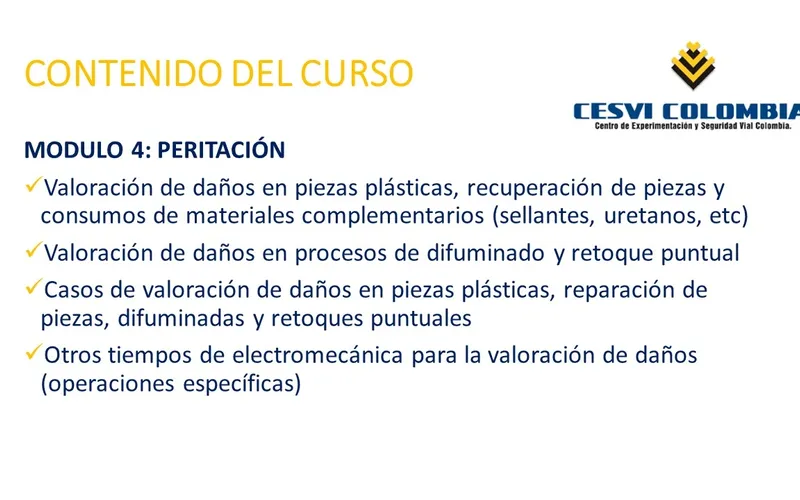 CONTENIDO DEL CURSO
CESVI COLOMBIA
Centro de Experimentación y Seguridad Vial Colombia.
MODULO 4: PERITACIÓN
Valoración de daños en piezas plásticas, recuperación de piezas y
consumos de materiales complementarios (sellantes, uretanos, etc)
Valoración de daños en procesos de difuminado y retoque puntual
Casos de valoración de daños en piezas plásticas, reparación de
piezas, difuminadas y retoques puntuales
Otros tiempos de electromecánica para la valoración de daños
(operaciones específicas)